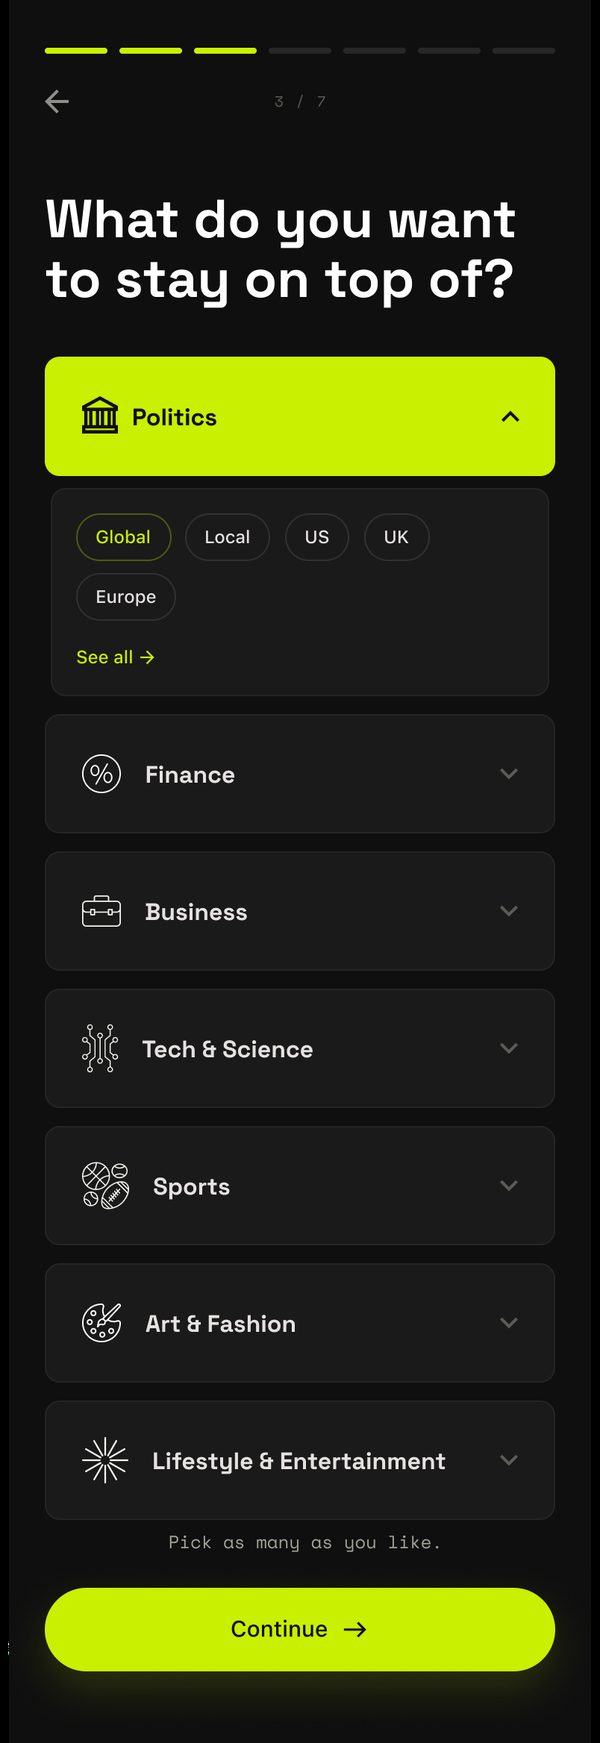 3 / 7
What do you want
to stay on top of?
Politics
Global Local US UK
Europe
See all →
Finance
Business
Tech & Science
Sports
Art & Fashion
Lifestyle & Entertainment
Pick as many as you like.
Continue →